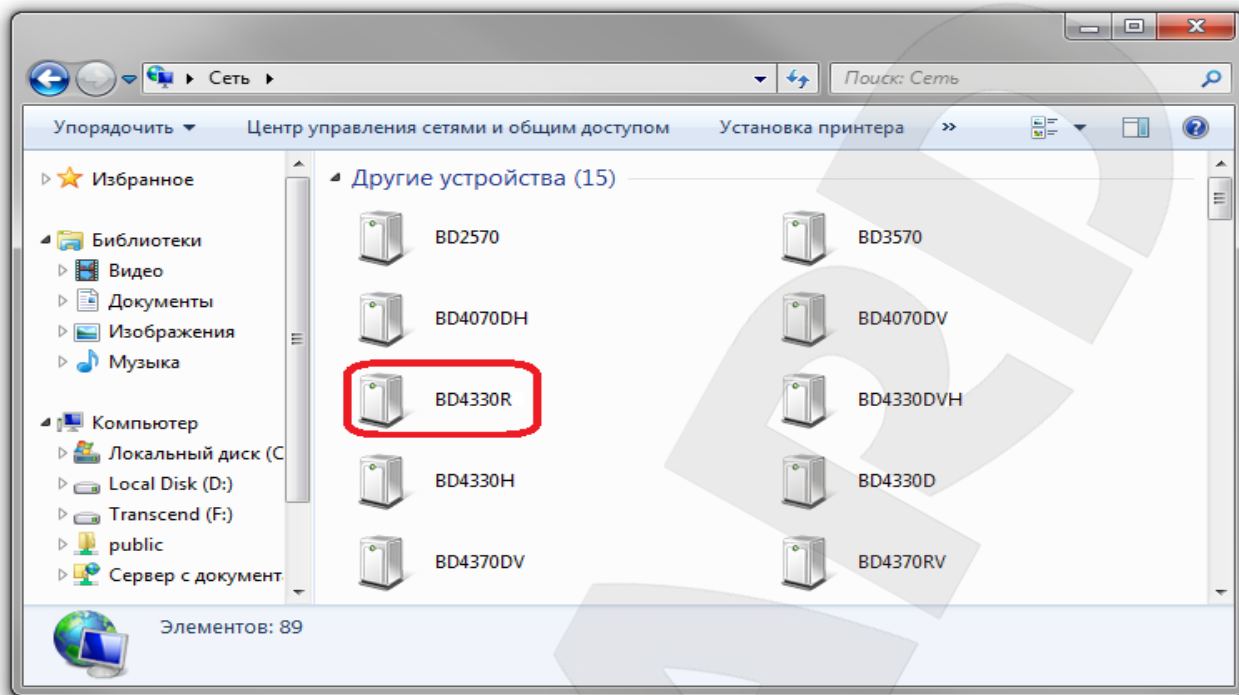 Сеть
Поиск: Сеть
Упорядочить Центр управления сетями и общим доступом Установка принтера »
Избранное
Библиотеки
Видео
Документы
Изображения
Музыка
Компьютер
Локальный диск (C
Local Disk (D:)
Transcend (F:)
public
Сервер с документ
Другие устройства (15)
BD2570 BD3570
BD4070DH BD4070DV
BD4330R BD4330DVH
BD4330H BD4330D
BD4370DV BD4370RV
Элементов: 89